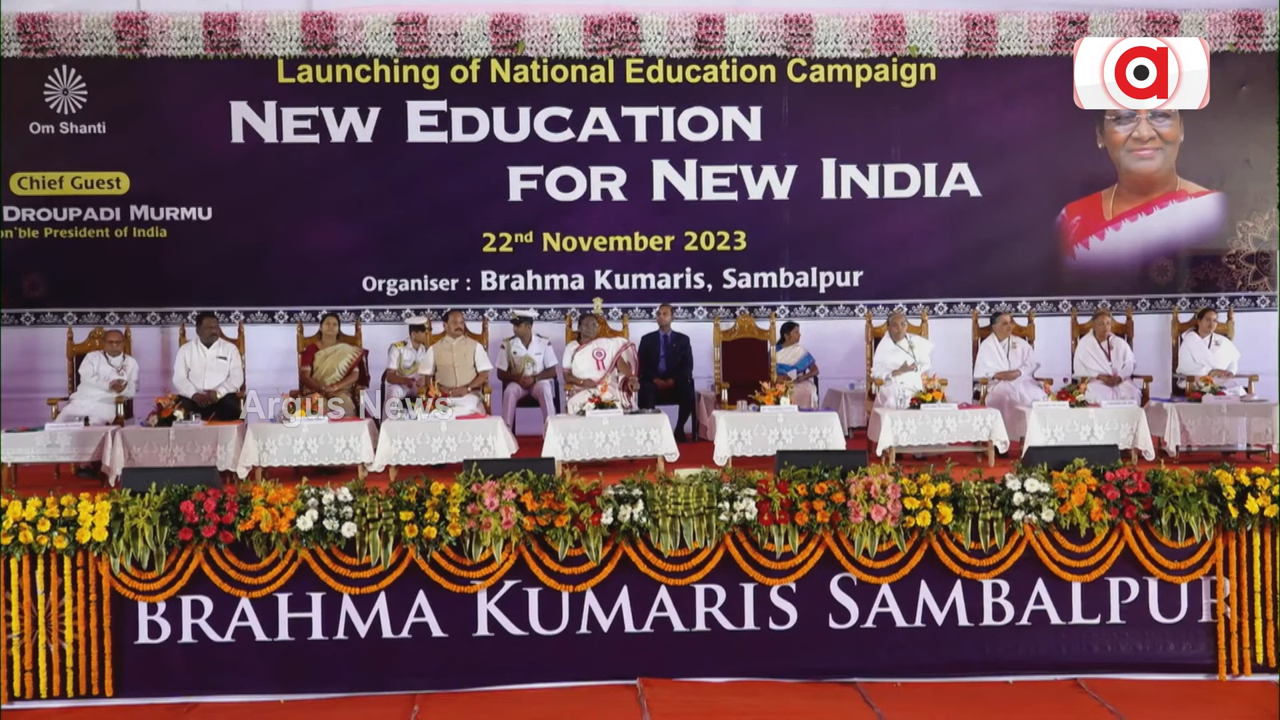 Launching of National Education Campaign
Om Shanti
NEW EDUCATION
FOR NEW INDIA
Chief Guest
DROUPADI MURMU
on'ble President of India
22nd November 2023
Organiser : Brahma Kumaris, Sambalpur
a
Argus News
BRAHMA KUMARIS SAMBALPUR